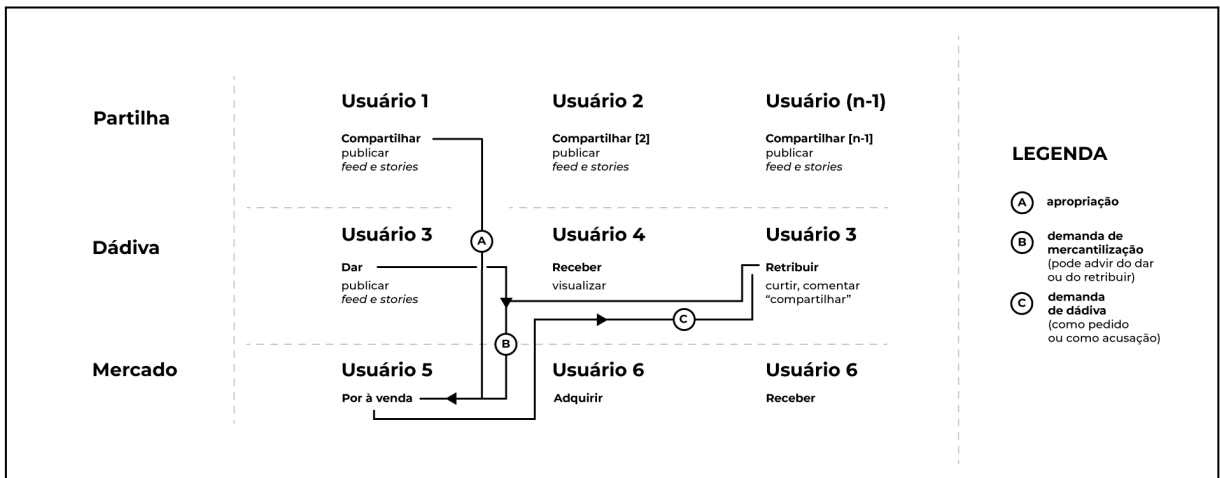 Partilha
Usuário 1
Compartilhar
publicar
feed e stories
Usuário 2
Compartilhar [2]
publicar
feed e stories
Usuário (n-1)
Compartilhar [n-1]
publicar
feed e stories
Dádiva
Usuário 3
Dar
publicar
feed e stories
Usuário 4
Receber
visualizar
Usuário 3
Retribuir
curtir, comentar
“compartilhar”
A
B
C
Mercado
Usuário 5
Por à venda
Usuário 6
Adquirir
Usuário 6
Receber
LEGENDA
A apropriação
B demanda de
mercantilização
(pode advir do dar
ou do retribuir)
C demanda
de dádiva
(como pedido
ou como acusação)